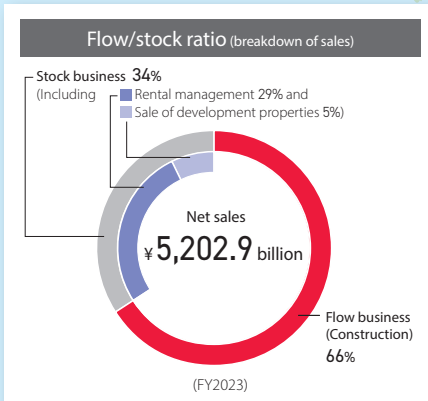 Flow/stock ratio (breakdown of sales)
Stock business 34%
(Including
Rental management 29% and
Sale of development properties 5%)
Net sales
¥5,202.9 billion
Flow business
(Construction)
66%
(FY2023)